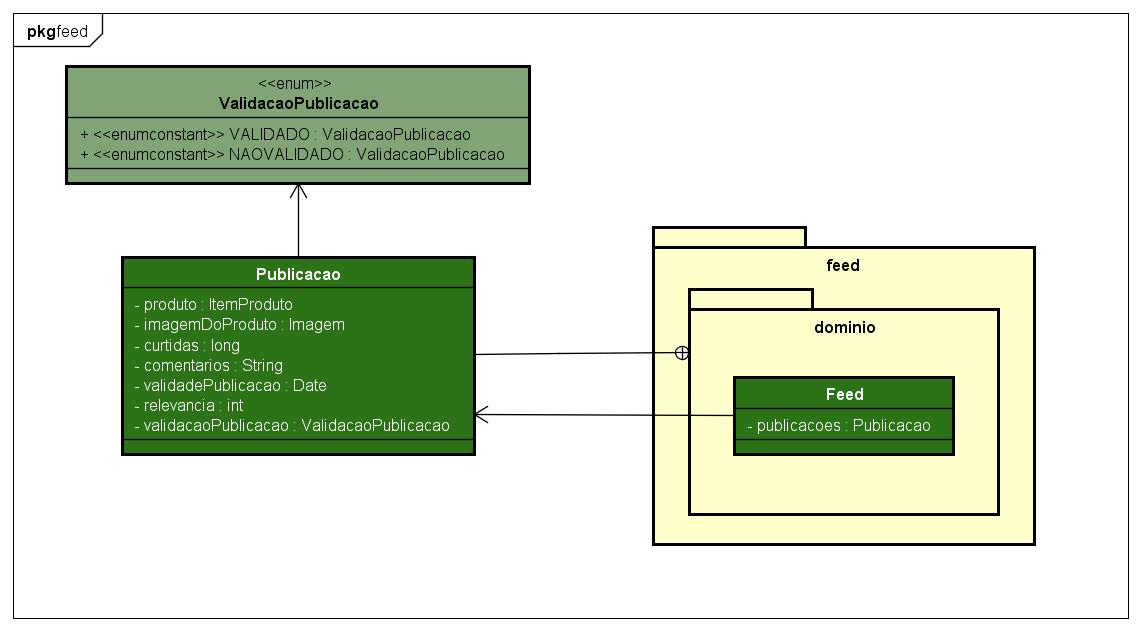 pkgfeed
<<enum>>
ValidacaoPublicacao
+ <<enumconstant>> VALIDADO : ValidacaoPublicacao
+ <<enumconstant>> NAOVALIDADO : ValidacaoPublicacao
Publicacao
- produto : ItemProduto
- imagemDoProduto : Imagem
- curtidas : long
- comentarios : String
- validadePublicacao : Date
- relevancia : int
- validacaoPublicacao : ValidacaoPublicacao
feed
dominio
Feed
- publicacoes : Publicacao